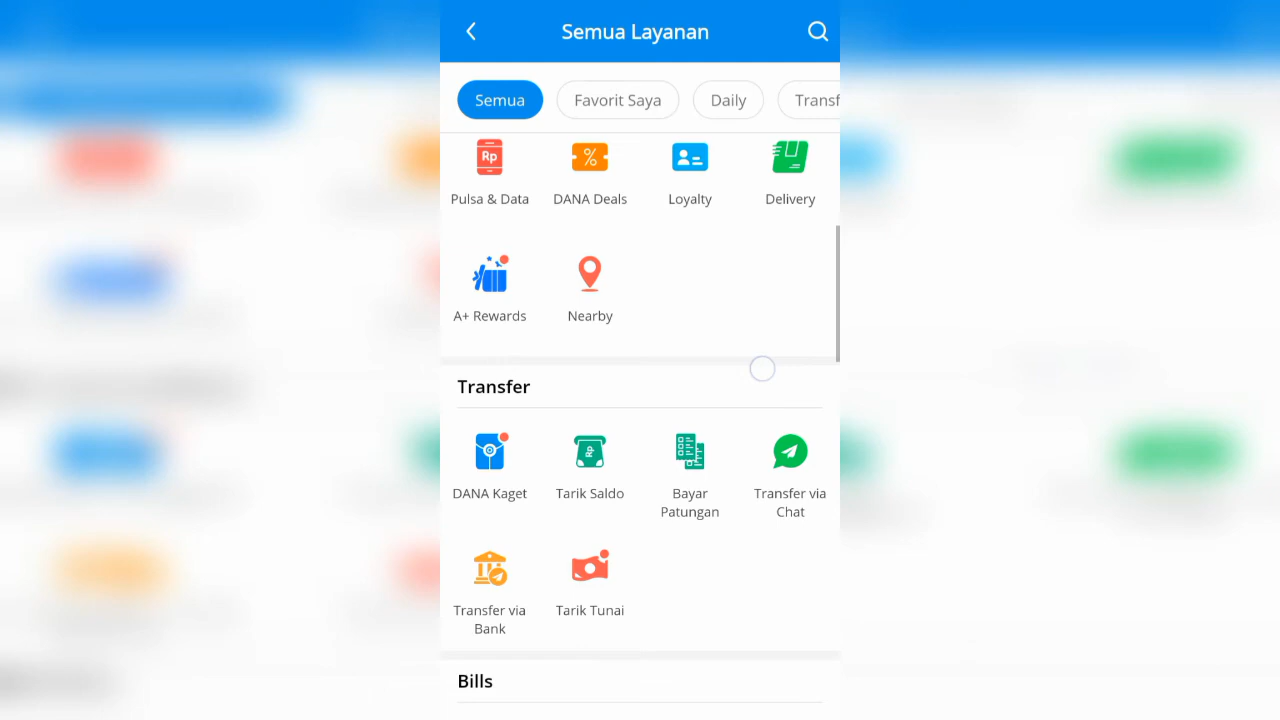 Semua Layanan
Semua
Favorit Saya
Daily
Transf
Rp
%
Pulsa & Data
DANA Deals
Loyalty
Delivery
A+ Rewards
Nearby
Transfer
Rp
DANA Kaget
Tarik Saldo
Bayar
Patungan
Transfer via
Chat
Transfer via
Bank
Tarik Tunai
Bills